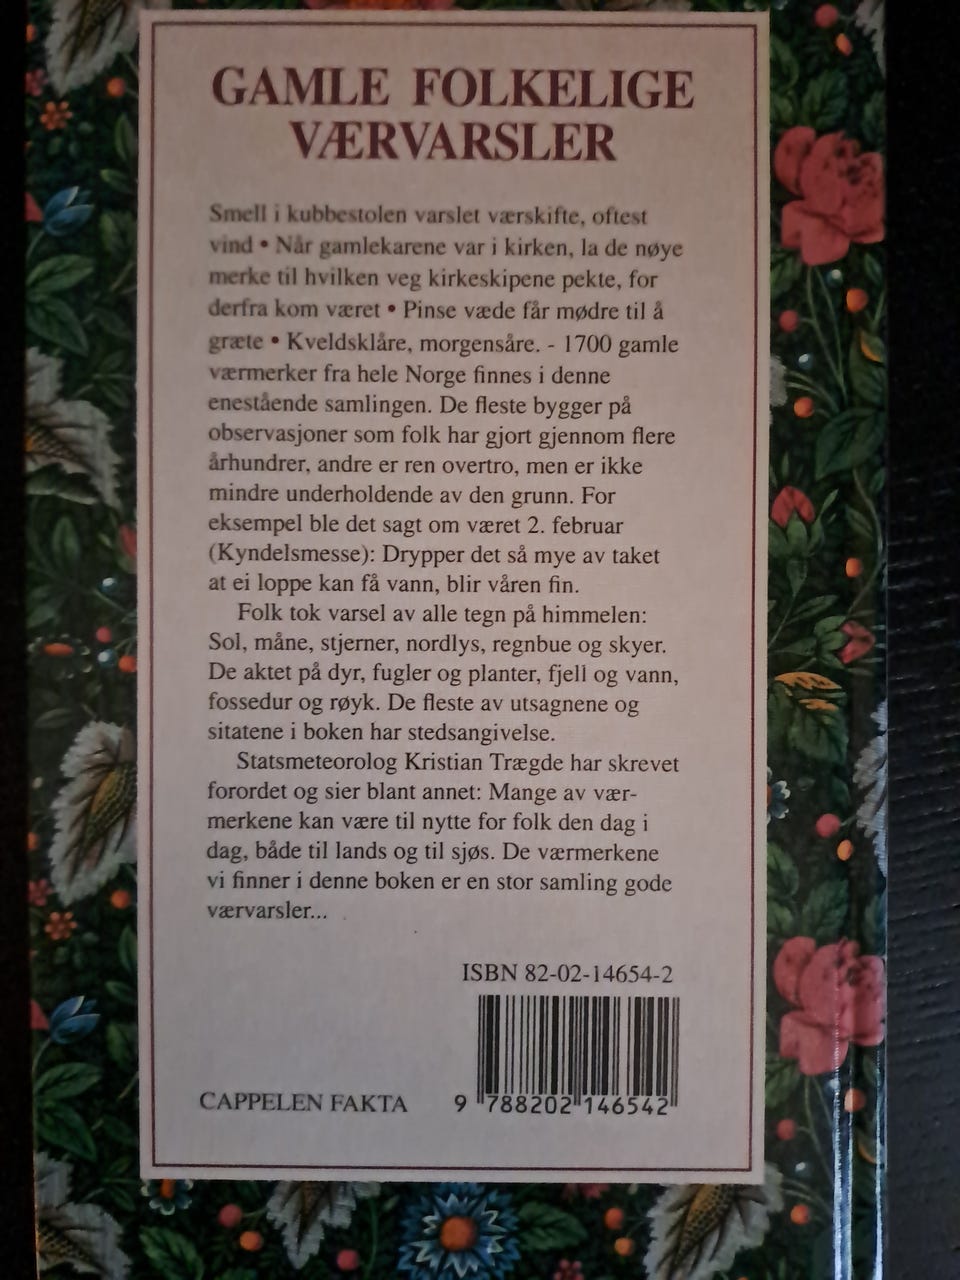 GAMLE FOLKELIGE
VÆRVARSLER
Smell i kubbestolen varslet værskifte, oftest
vind • Når gamlekarene var i kirken, la de nøye
merke til hvilken veg kirkeskipene pekte, for
derfra kom været • Pinse væde får mødre til å
græte • Kveldsklåre, morgensåre. - 1700 gamle
værmerker fra hele Norge finnes i denne
enestående samlingen. De fleste bygger på
observasjoner som folk har gjort gjennom flere
århundrer, andre er ren overtro, men er ikke
mindre underholdende av den grunn. For
eksempel ble det sagt om været 2. februar
(Kyndelsmesse): Drypper det så mye av taket
at ei loppe kan få vann, blir våren fin.
Folk tok varsel av alle tegn på himmelen:
Sol, måne, stjerner, nordlys, regnbue og skyer.
De aktet på dyr, fugler og planter, fjell og vann,
fossedur og røyk. De fleste av utsagnene og
sitatene i boken har stedsangivelse.
Statsmeteorolog Kristian Trægde har skrevet
forordet og sier blant annet: Mange av vær-
merkene kan være til nytte for folk den dag i
dag, både til lands og til sjøs. De værmerkene
vi finner i denne boken er en stor samling gode
værvarsler...
ISBN 82-02-14654-2
CAPPELEN FAKTA
9 788202 146542